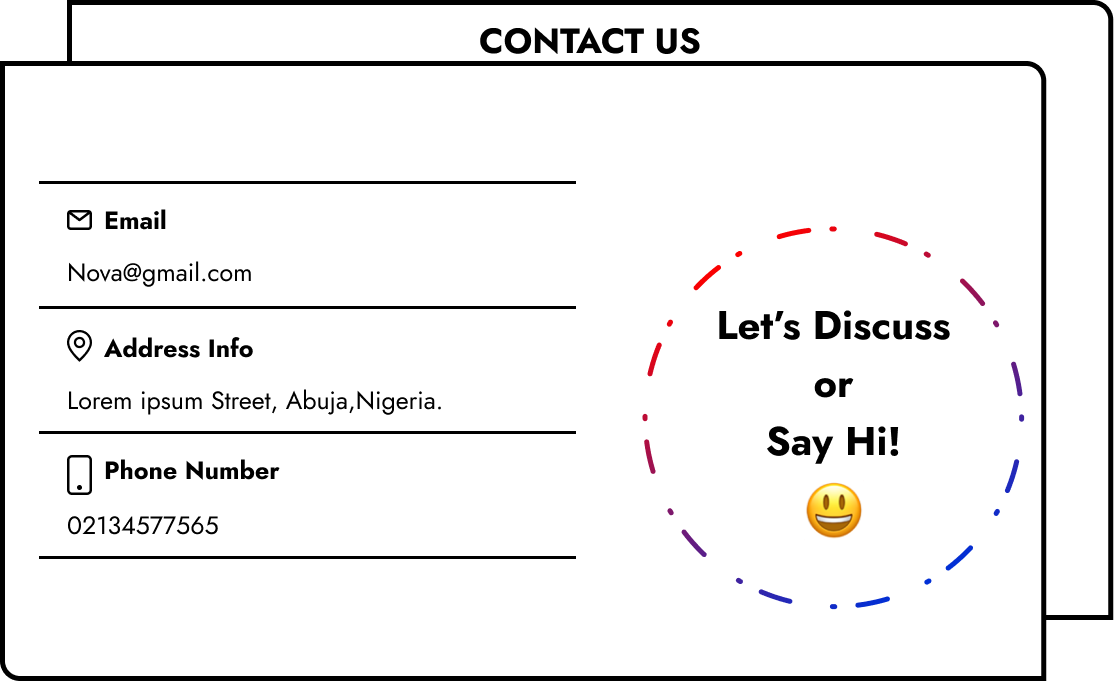 CONTACT US
Email
Nova@gmail.com
Address Info
Lorem ipsum Street, Abuja,Nigeria.
Phone Number
02134577565
Let’s Discuss
or
Say Hi!